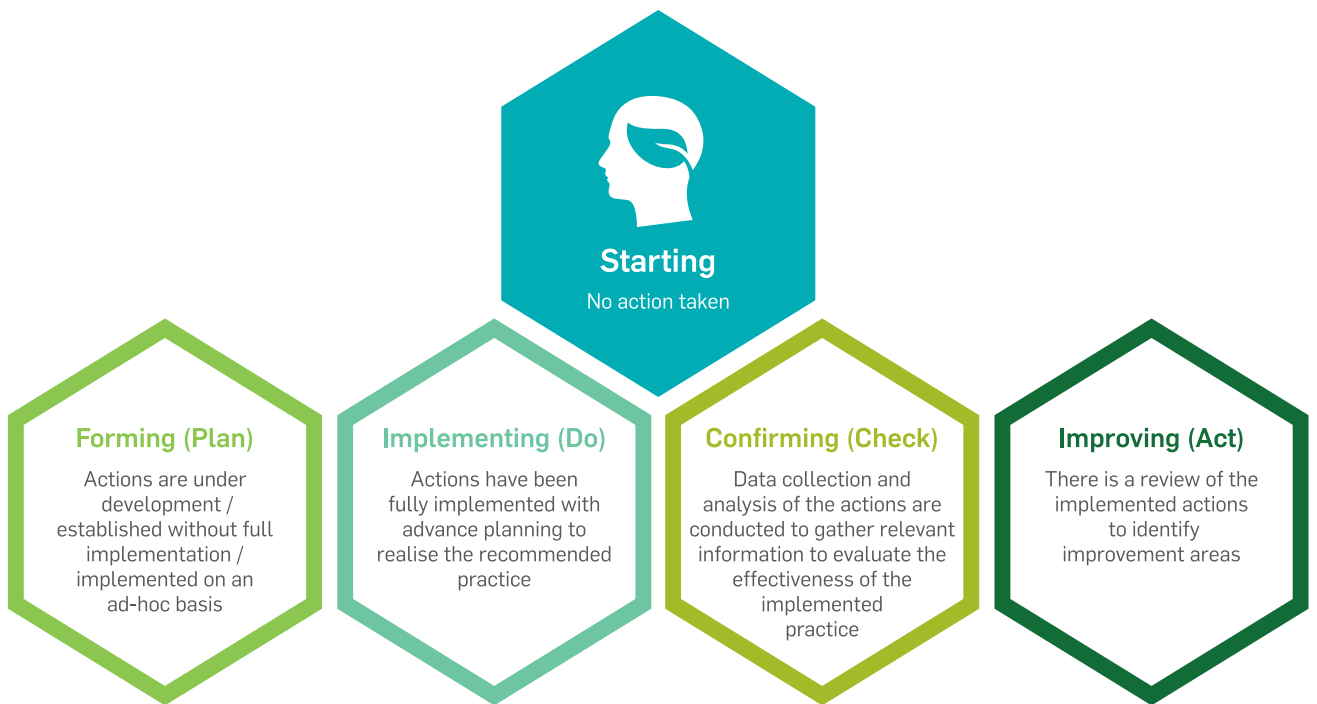 Starting
No action taken
Forming (Plan)
Actions are under
development /
established without full
implementation /
implemented on an
ad-hoc basis
Implementing (Do)
Actions have been
fully implemented with
advance planning to
realise the recommended
practice
Confirming (Check)
Data collection and
analysis of the actions are
conducted to gather relevant
information to evaluate the
effectiveness of the
implemented
practice
Improving (Act)
There is a review of the
implemented actions
to identify
improvement areas